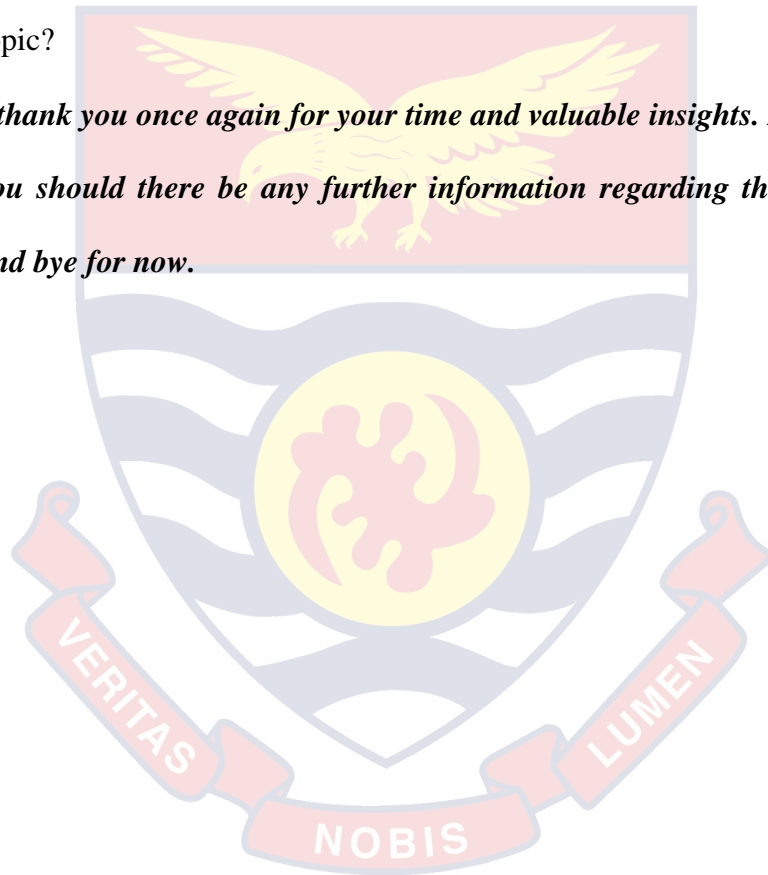 opic?
thank you once again for your time and valuable insights.
ou should there be any further information regarding th
nd bye for now.
VERITAS
NOBIS
LUMEN